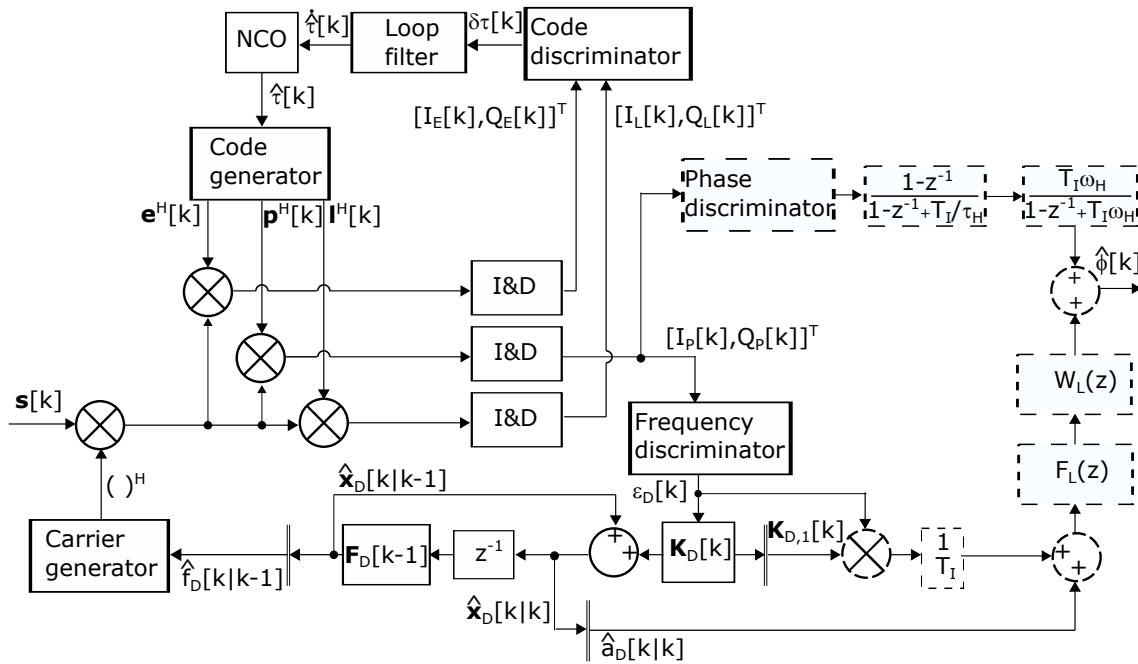 NCO
τ̂̇[k]
Loop
filter
δτ[k]
Code
discriminator
τ̂[k]
[I_E[k],Q_E[k]]^T
[I_L[k],Q_L[k]]^T
Code
generator
e^H[k]
p^H[k]
l^H[k]
Phase
discriminator
1-z^-1
1-z^-1+T_I/τ_H
T_Iω_H
1-z^-1+T_Iω_H
+
+
ϕ̂[k]
I&D
I&D
[I_P[k],Q_P[k]]^T
I&D
s[k]
W_L(z)
Frequency
discriminator
F_L(z)
( )^H
x̂_D[k|k-1]
ε_D[k]
Carrier
generator
f̂_D[k|k-1]
F_D[k-1]
z^-1
+
+
K_D[k]
K_D,1[k]
1
T_I
+
+
x̂_D[k|k]
â_D[k|k]